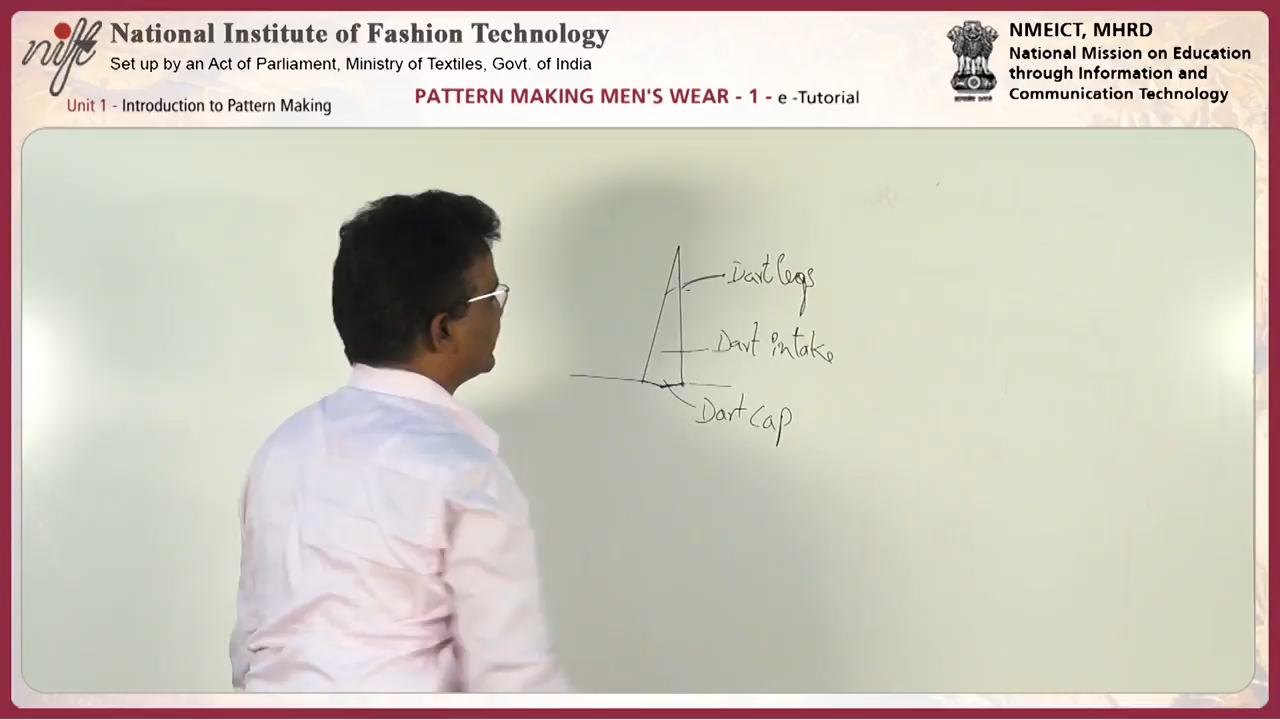 nift
National Institute of Fashion Technology
Set up by an Act of Parliament, Ministry of Textiles, Govt. of India
Unit 1 - Introduction to Pattern Making
PATTERN MAKING MEN'S WEAR - 1 - e -Tutorial
NMEICT, MHRD
National Mission on Education
through Information and
Communication Technology
Dart legs
Dart intake
Dart cap